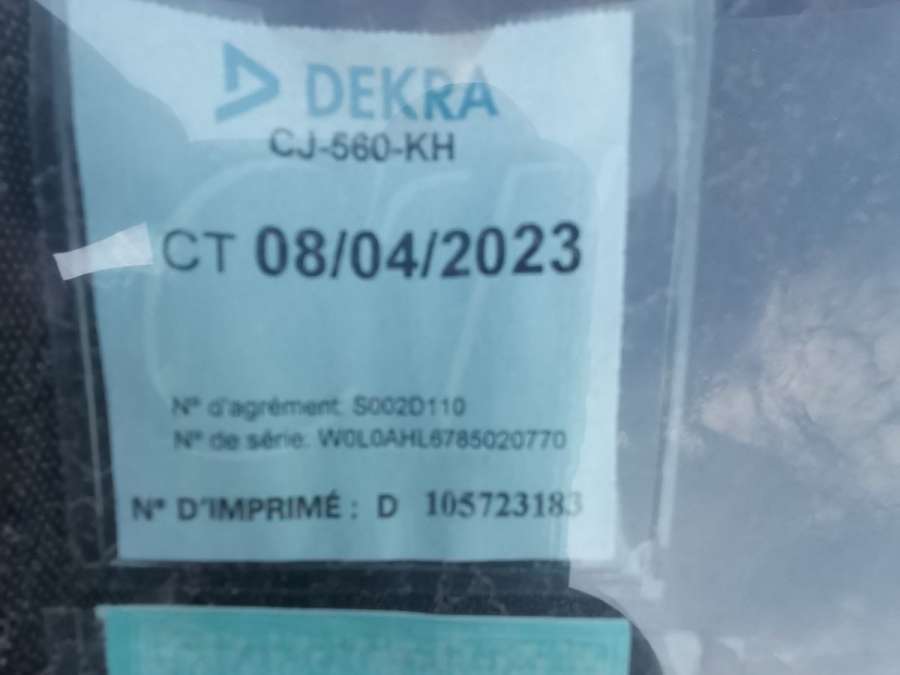 DEKRA
CJ-560-KH
CT 08/04/2023
N° d'agrément: S002D110
N° de série: W0L0AHL6785020770
N° D'IMPRIMÉ : D 105723183